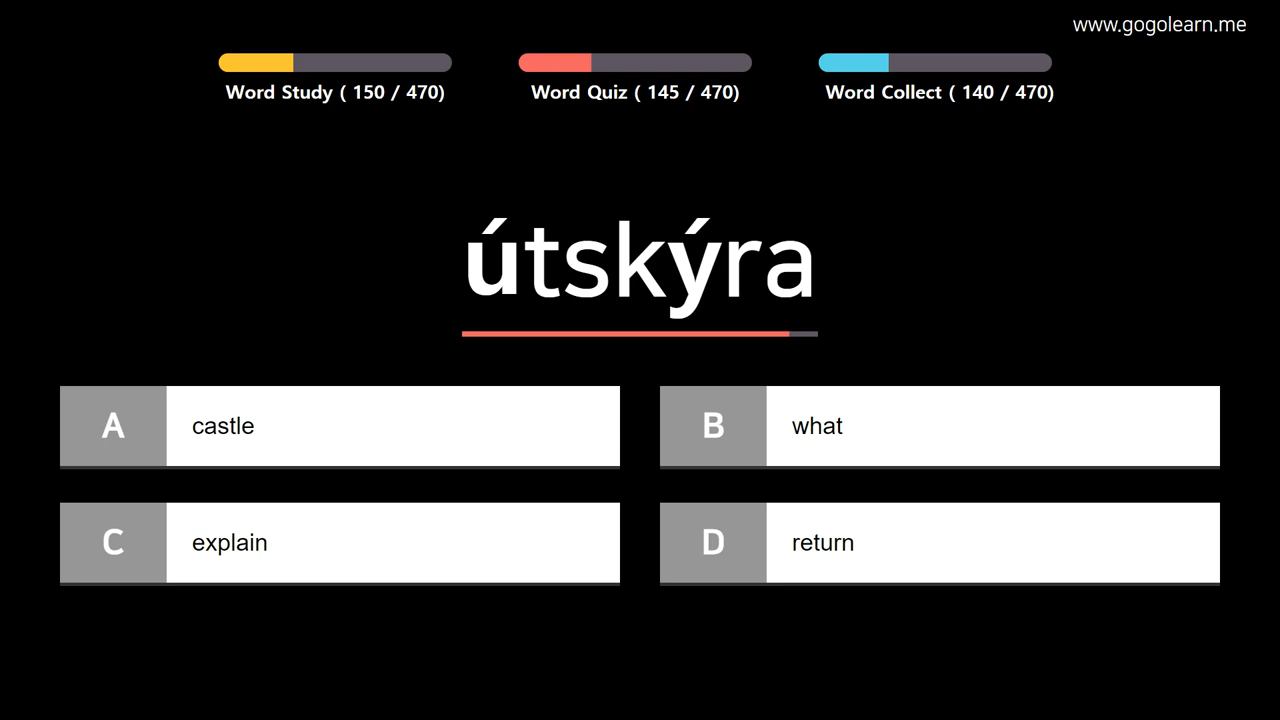 www.gogolearn.me
Word Study ( 150 / 470)
Word Quiz ( 145 / 470)
Word Collect ( 140 / 470)
útskýra
A castle
B what
C explain
D return